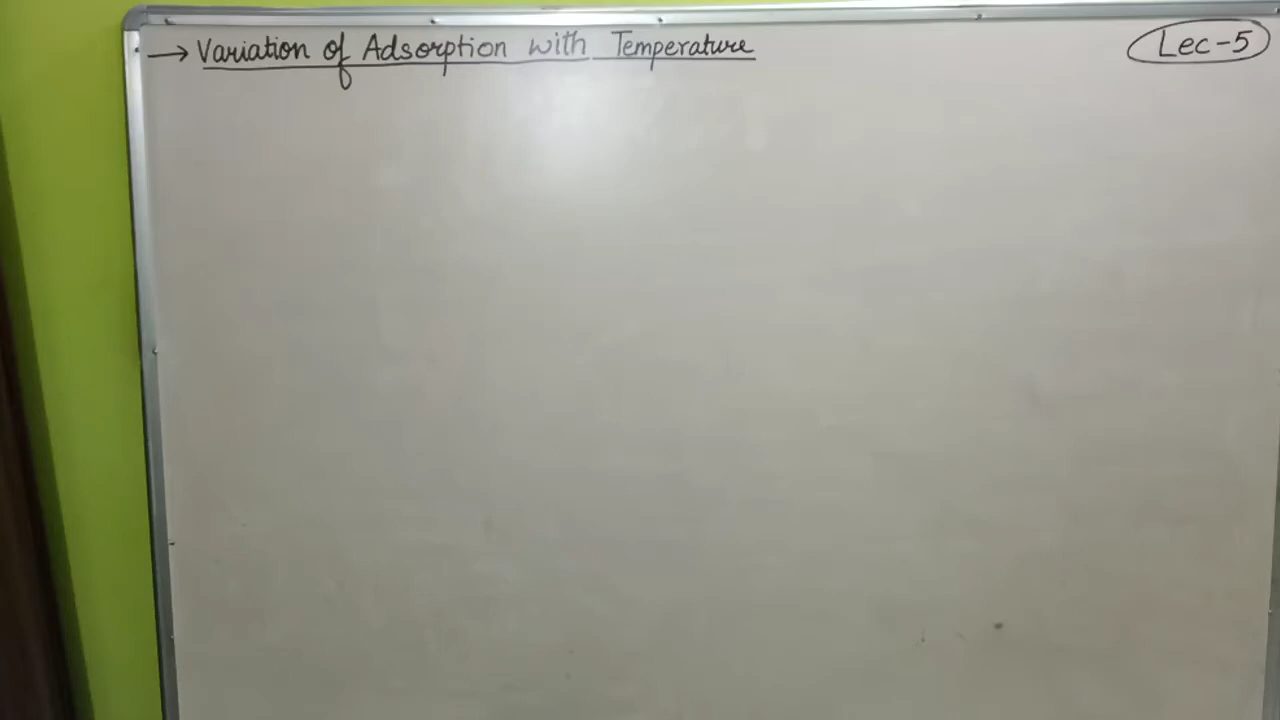 → Variation of Adsorption with Temperature
Lec-5